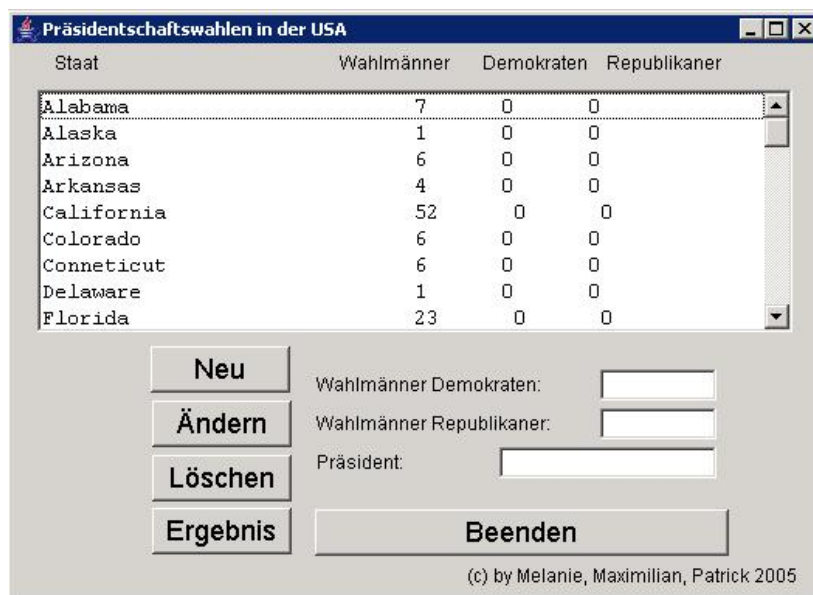 Präsidentschaftswahlen in der USA
Staat Wahlmänner Demokraten Republikaner
Alabama 7 0 0
Alaska 1 0 0
Arizona 6 0 0
Arkansas 4 0 0
California 52 0 0
Colorado 6 0 0
Conneticut 6 0 0
Delaware 1 0 0
Florida 23 0 0
Neu
Wahlmänner Demokraten:
Ändern
Wahlmänner Republikaner:
Präsident:
Löschen
Ergebnis
Beenden
(c) by Melanie, Maximilian, Patrick 2005